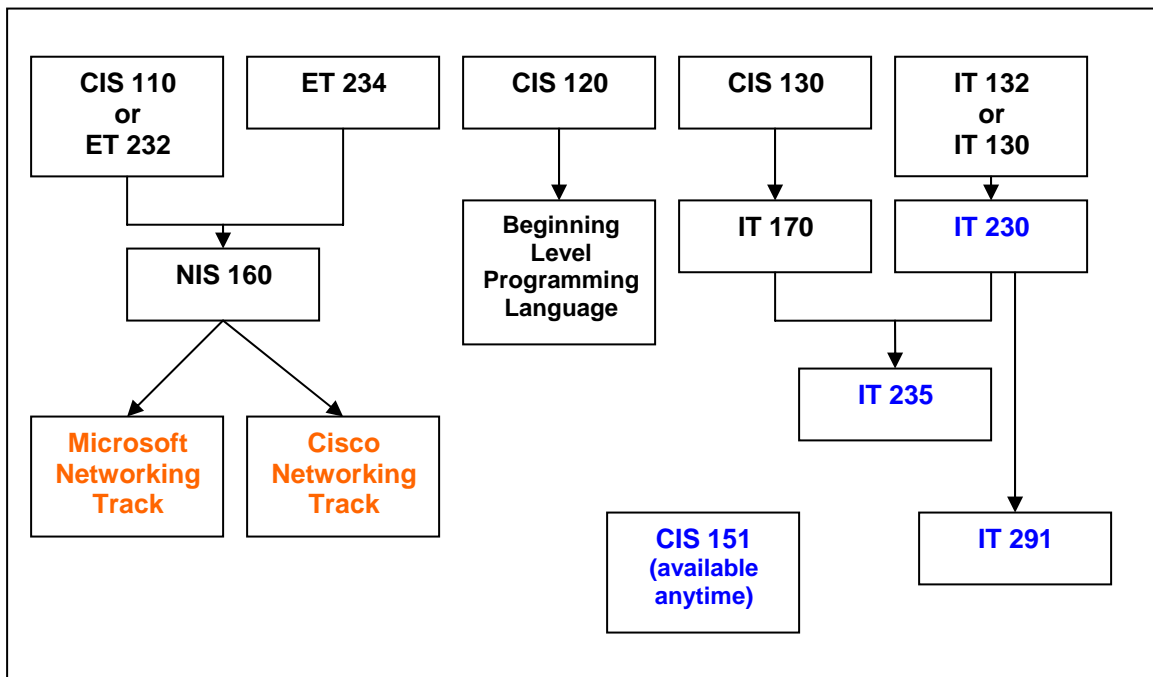 CIS 110
or
ET 232
ET 234
CIS 120
CIS 130
IT 132
or
IT 130
Beginning
Level
Programming
Language
IT 170
IT 230
NIS 160
IT 235
Microsoft
Networking
Track
Cisco
Networking
Track
CIS 151
(available
anytime)
IT 291